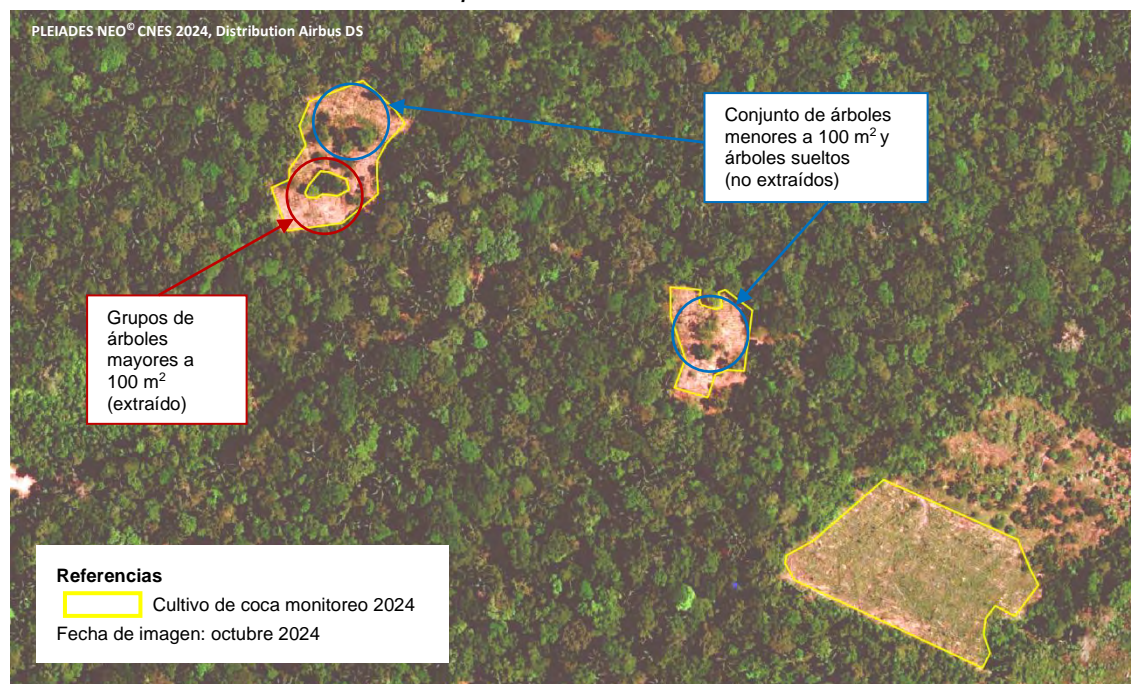 PLEIADES NEO© CNES 2024, Distribution Airbus DS
Conjunto de árboles
menores a 100 m² y
árboles sueltos
(no extraídos)
Grupos de
árboles
mayores a
100 m²
(extraído)
Referencias
Cultivo de coca monitoreo 2024
Fecha de imagen: octubre 2024